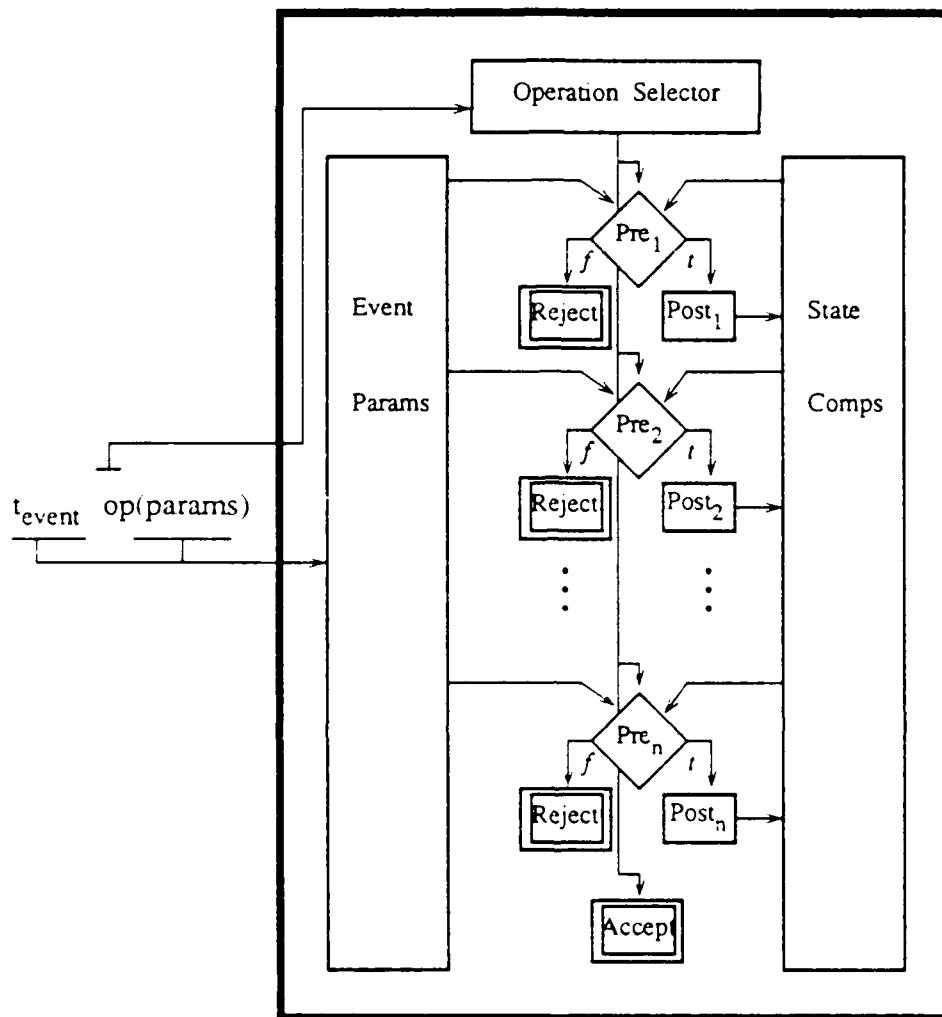 Operation Selector
Pre1
f
t
Event
Reject
Post1
State
Params
Comps
Pre2
f
t
Reject
Post2
tevent op(params)
Pren
f
t
Reject
Postn
Accept